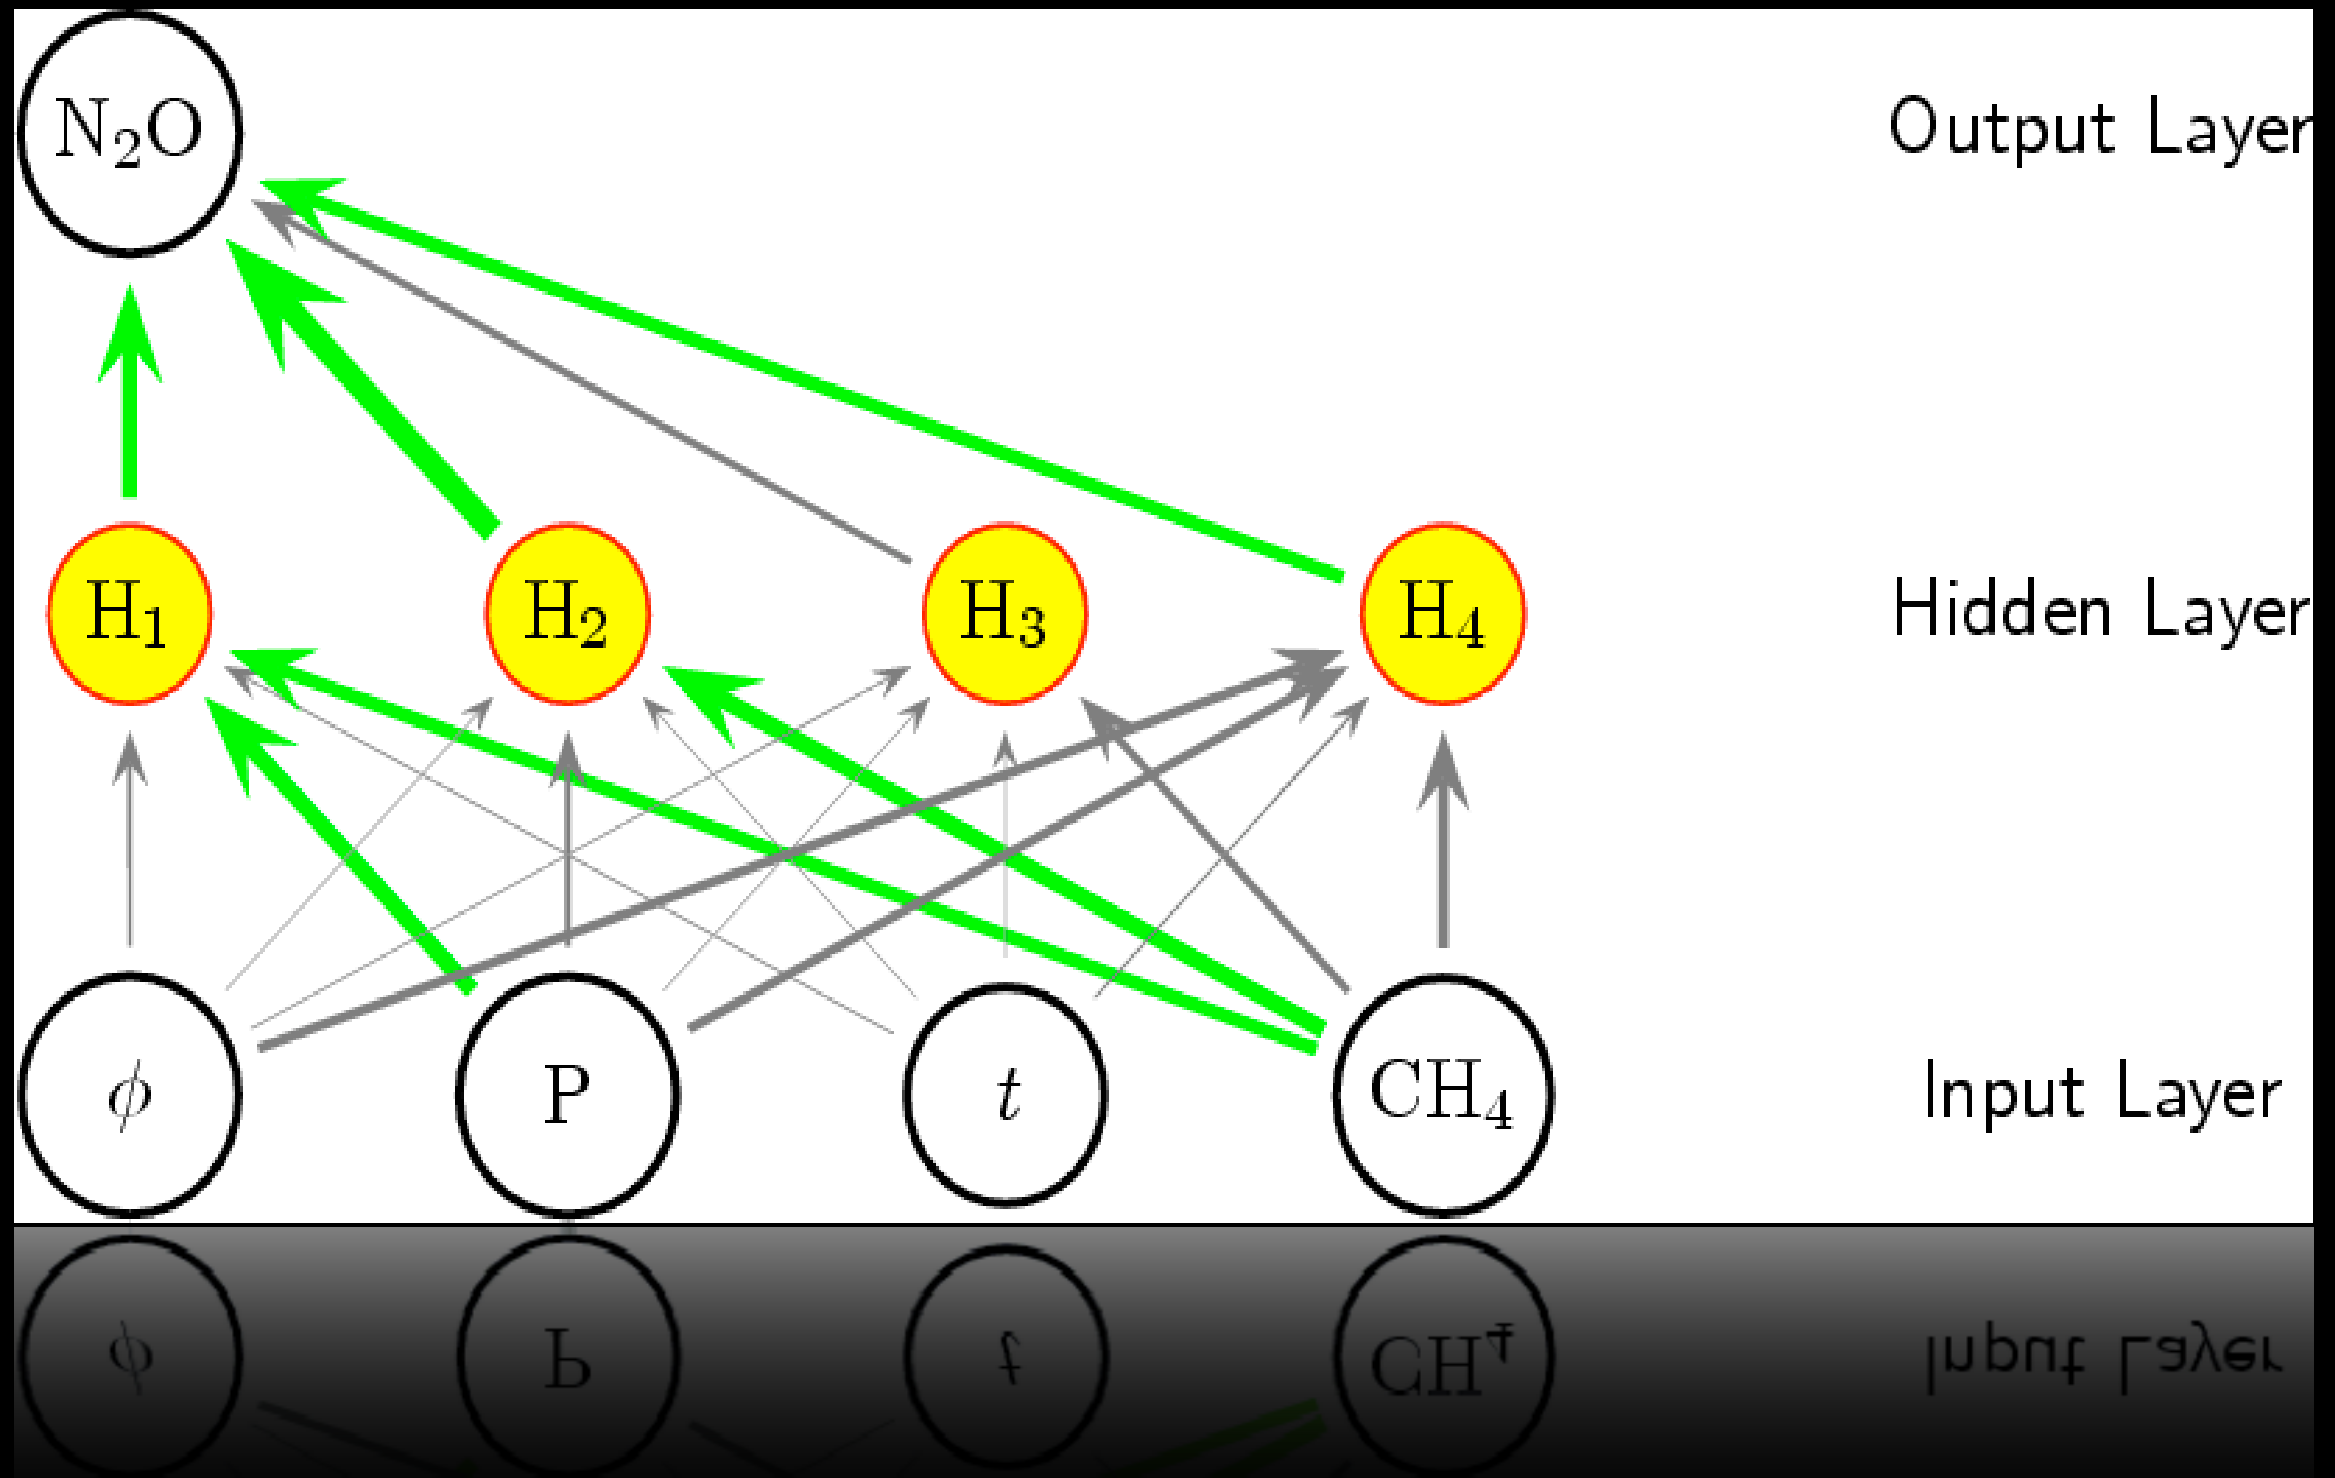 N₂O Output Layer
H₁ H₂ H₃ H₄ Hidden Layer
ϕ P t CH₄ Input Layer